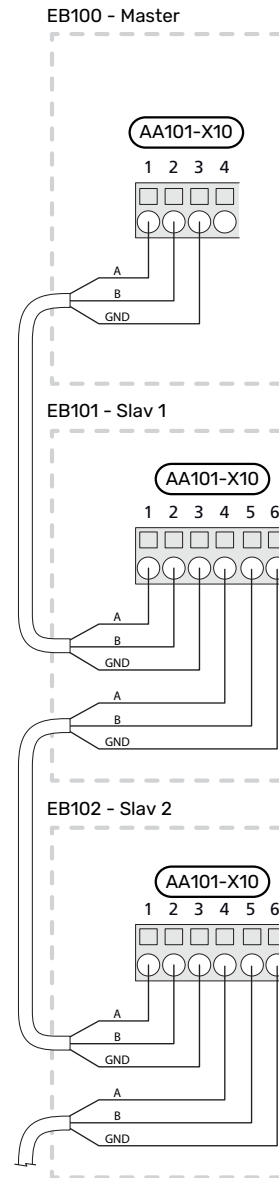 EB100 - Master
AA101-X10
1 2 3 4
A
B
GND
EB101 - Slav 1
AA101-X10
1 2 3 4 5 6
A
B
GND
A
B
GND
EB102 - Slav 2
AA101-X10
1 2 3 4 5 6
A
B
GND
A
B
GND